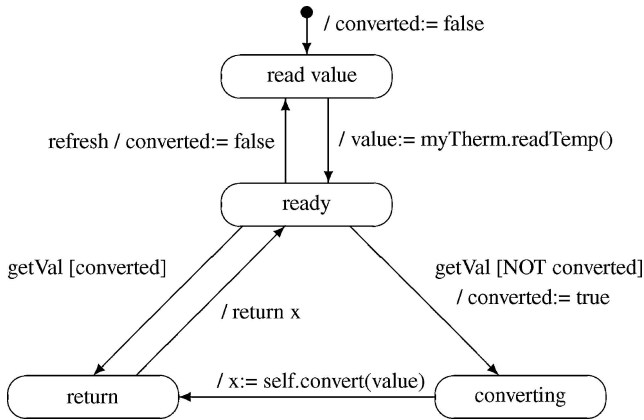 / converted:= false
read value
refresh / converted:= false
/ value:= myTherm.readTemp()
ready
getVal [converted]
getVal [NOT converted]
/ converted:= true
/ return x
/ x:= self.convert(value)
return
converting